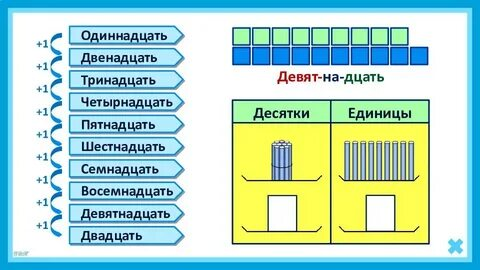 Одиннадцать
+1
Двенадцать
+1
Тринадцать
+1
Четырнадцать
+1
Пятнадцать
+1
Шестнадцать
+1
Семнадцать
+1
Восемнадцать
+1
Девятнадцать
+1
Двадцать
Девят-на-дцать
Десятки Единицы